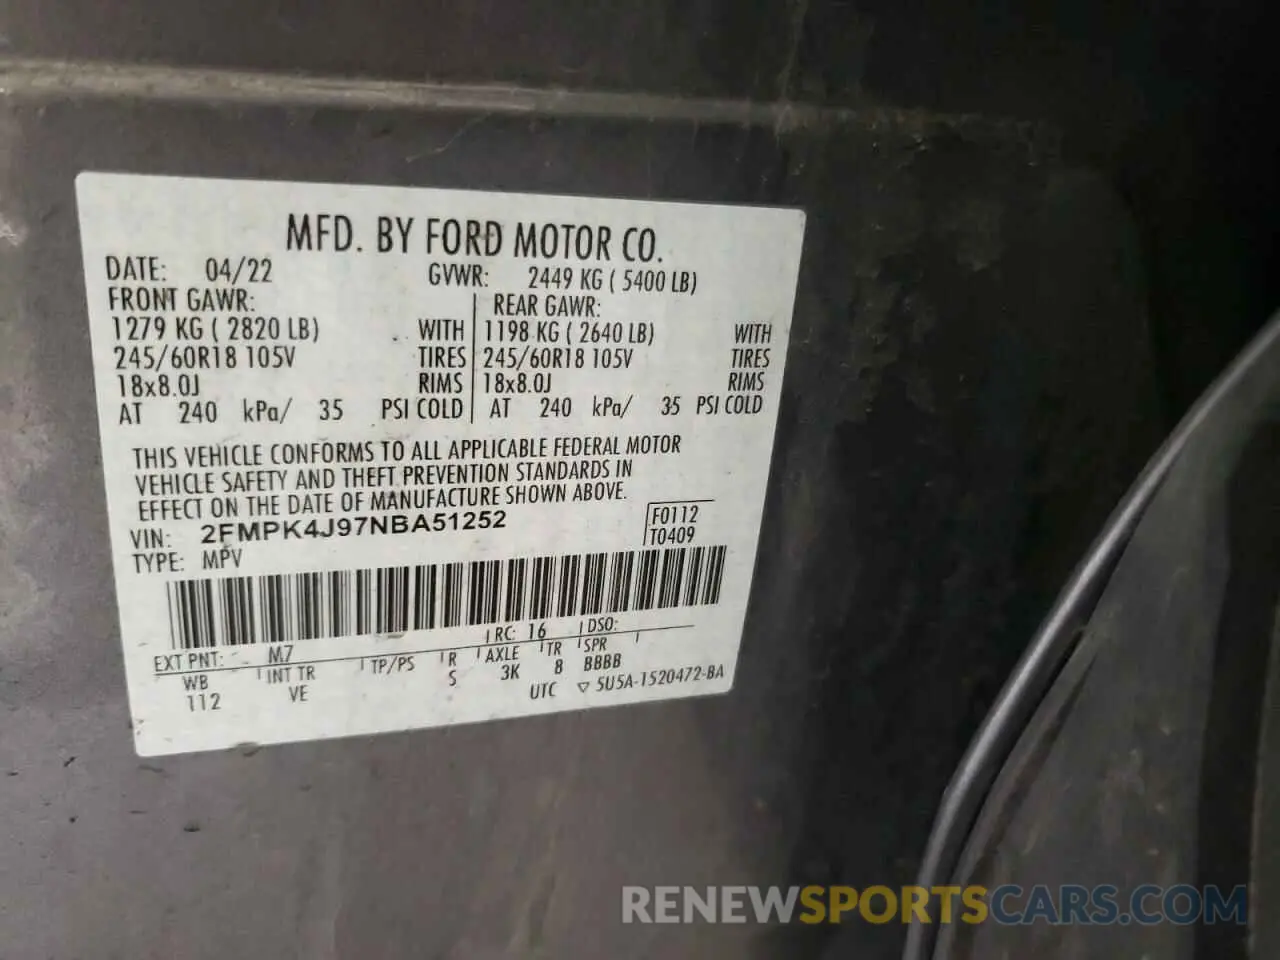 MFD. BY FORD MOTOR CO.
DATE: 04/22 GVWR: 2449 KG ( 5400 LB)
FRONT GAWR: REAR GAWR:
1279 KG ( 2820 LB) WITH 1198 KG ( 2640 LB) WITH
245/60R18 105V TIRES 245/60R18 105V TIRES
18x8.0J RIMS 18x8.0J RIMS
AT 240 kPa/ 35 PSI COLD AT 240 kPa/ 35 PSI COLD
THIS VEHICLE CONFORMS TO ALL APPLICABLE FEDERAL MOTOR
VEHICLE SAFETY AND THEFT PREVENTION STANDARDS IN
EFFECT ON THE DATE OF MANUFACTURE SHOWN ABOVE.
VIN: 2FMPK4J97NBA51252 F0112
TYPE: MPV T0409
EXT PNT: M7 RC: 16 DSO:
WB INT TR TP/PS R AXLE TR SPR
112 VE S 3K 8 BBBB
UTC ▽ 5U5A-1520472-BA
RENEWSPORTSCARS.COM